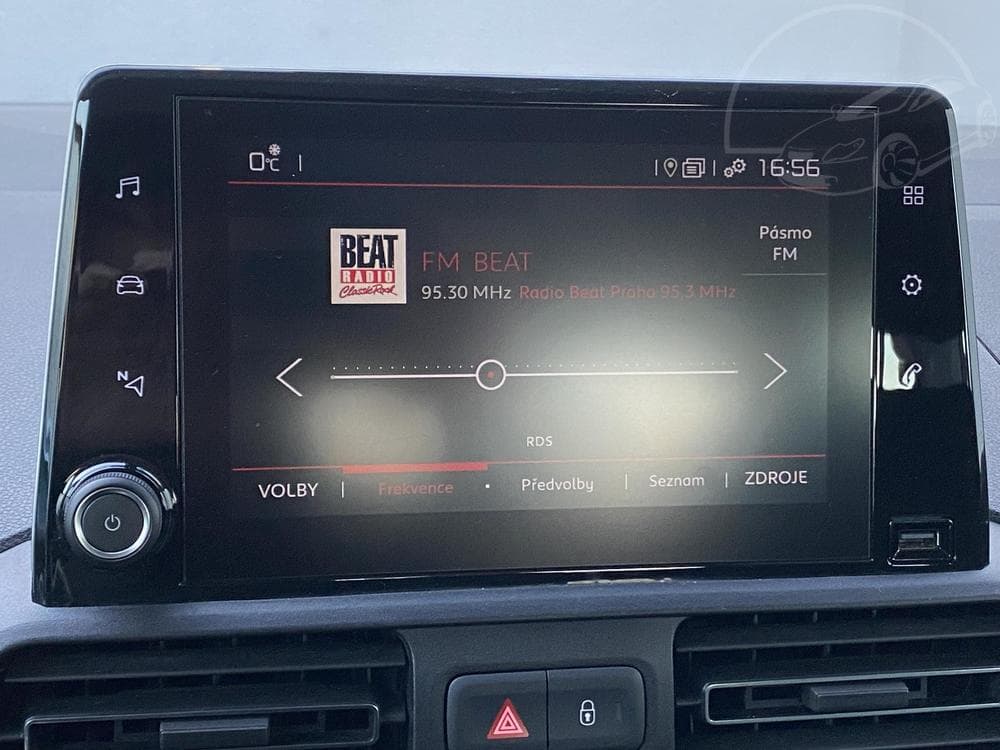 0°C
16:56
BEAT
RADIO
Classic Rock
FM BEAT
95.30 MHz Radio Beat Praha 95.3 MHz
Pásmo
FM
N
RDS
VOLBY | Frekvence • Předvolby | Seznam | ZDROJE